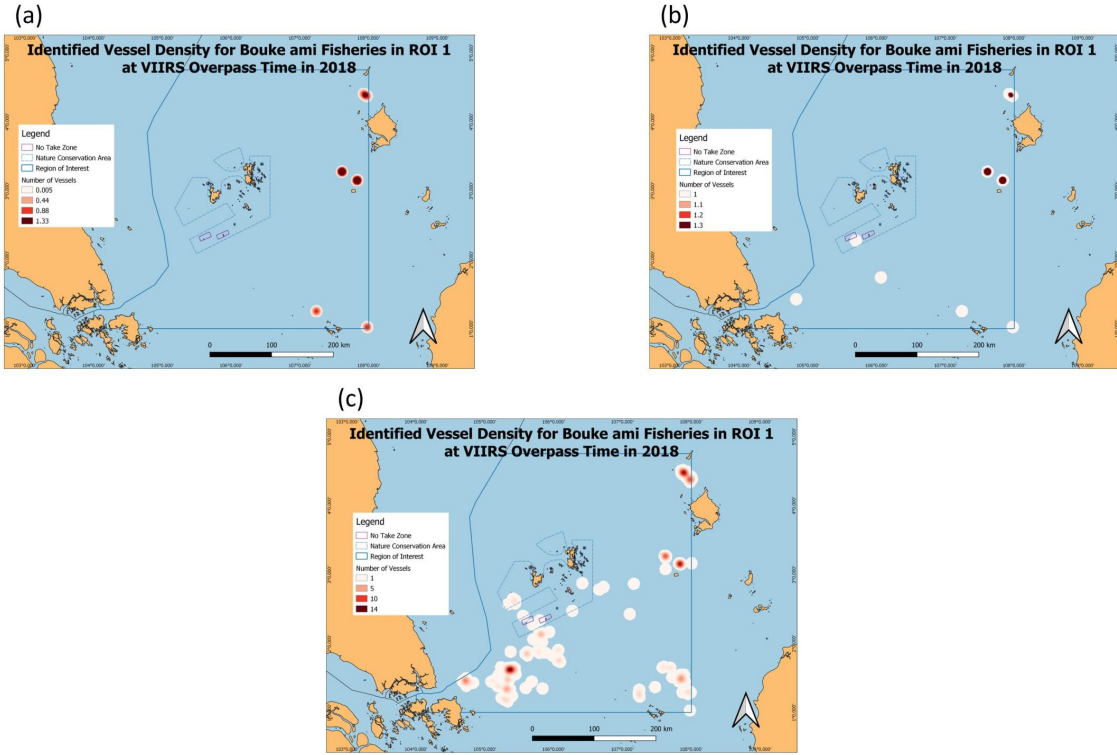 (a)
Identified Vessel Density for Bouke ami Fisheries in ROI 1
at VIIRS Overpass Time in 2018
Legend
No Take Zone
Nature Conservation Area
Region of Interest
Number of Vessels
0.005
0.44
0.88
1.33
0
100
200 km
(b)
Identified Vessel Density for Bouke ami Fisheries in ROI 1
at VIIRS Overpass Time in 2018
Legend
No Take Zone
Nature Conservation Area
Region of Interest
Number of Vessels
1
1.1
1.2
1.3
0
100
200 km
(c)
Identified Vessel Density for Bouke ami Fisheries in ROI 1
at VIIRS Overpass Time in 2018
Legend
No Take Zone
Nature Conservation Area
Region of Interest
Number of Vessels
1
5
10
14
0
100
200 km